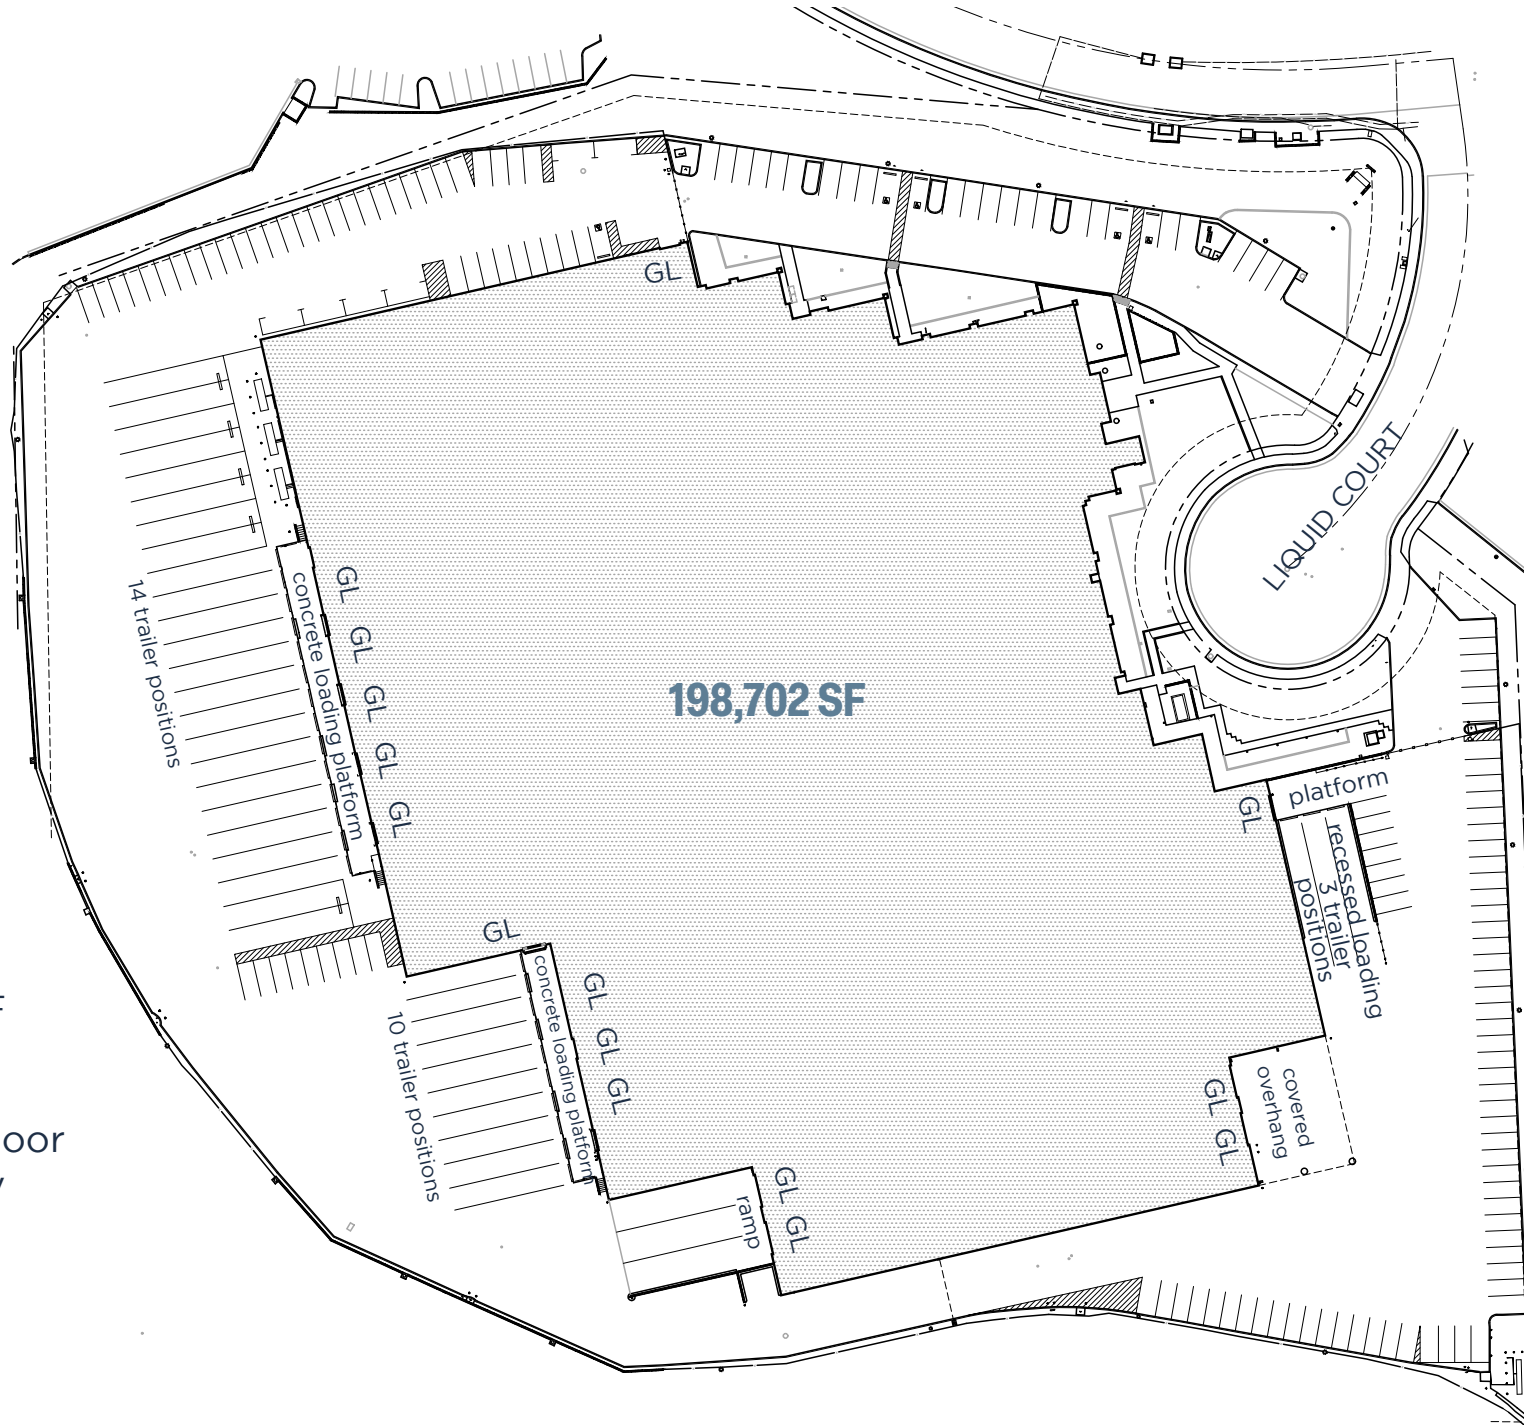 GL
LIQUID COURT
GL
GL
GL
GL
GL
14 trailer positions
concrete loading platform
198,702 SF
platform
GL
recessed loading
3 trailer
positions
GL
concrete loading platform
10 trailer positions
GL
GL
GL
covered
overhang
GL
GL
oor
GL
GL
ramp